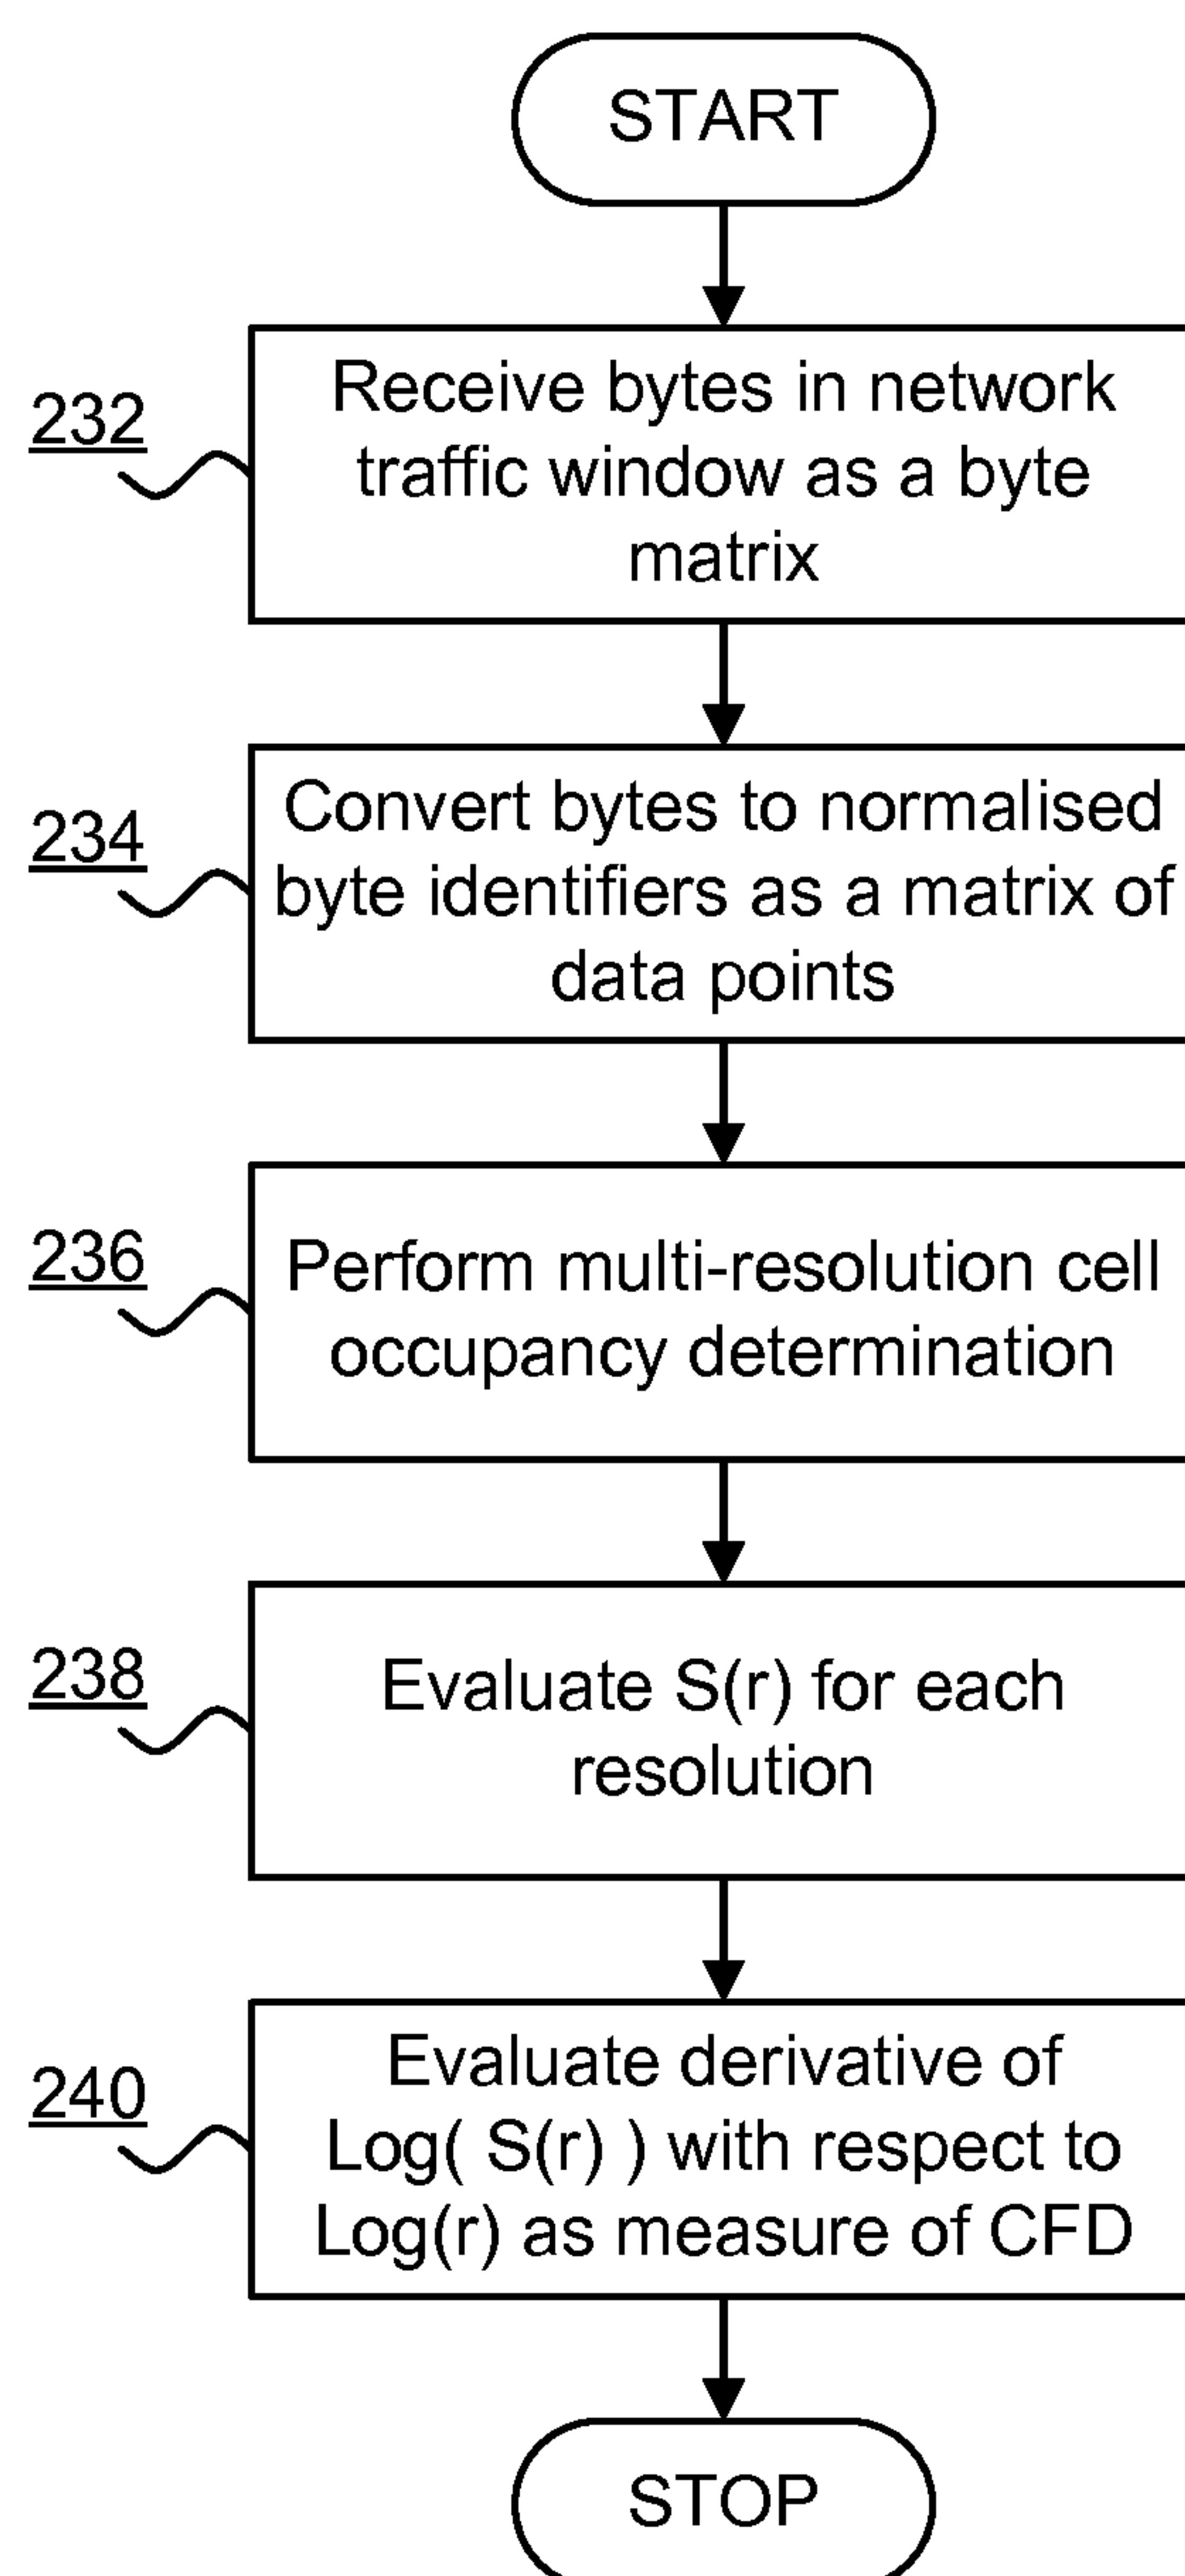 START
232
Receive bytes in network
traffic window as a byte
matrix
234
Convert bytes to normalised
byte identifiers as a matrix of
data points
236
Perform multi-resolution cell
occupancy determination
238
Evaluate S(r) for each
resolution
240
Evaluate derivative of
Log( S(r) ) with respect to
Log(r) as measure of CFD
STOP